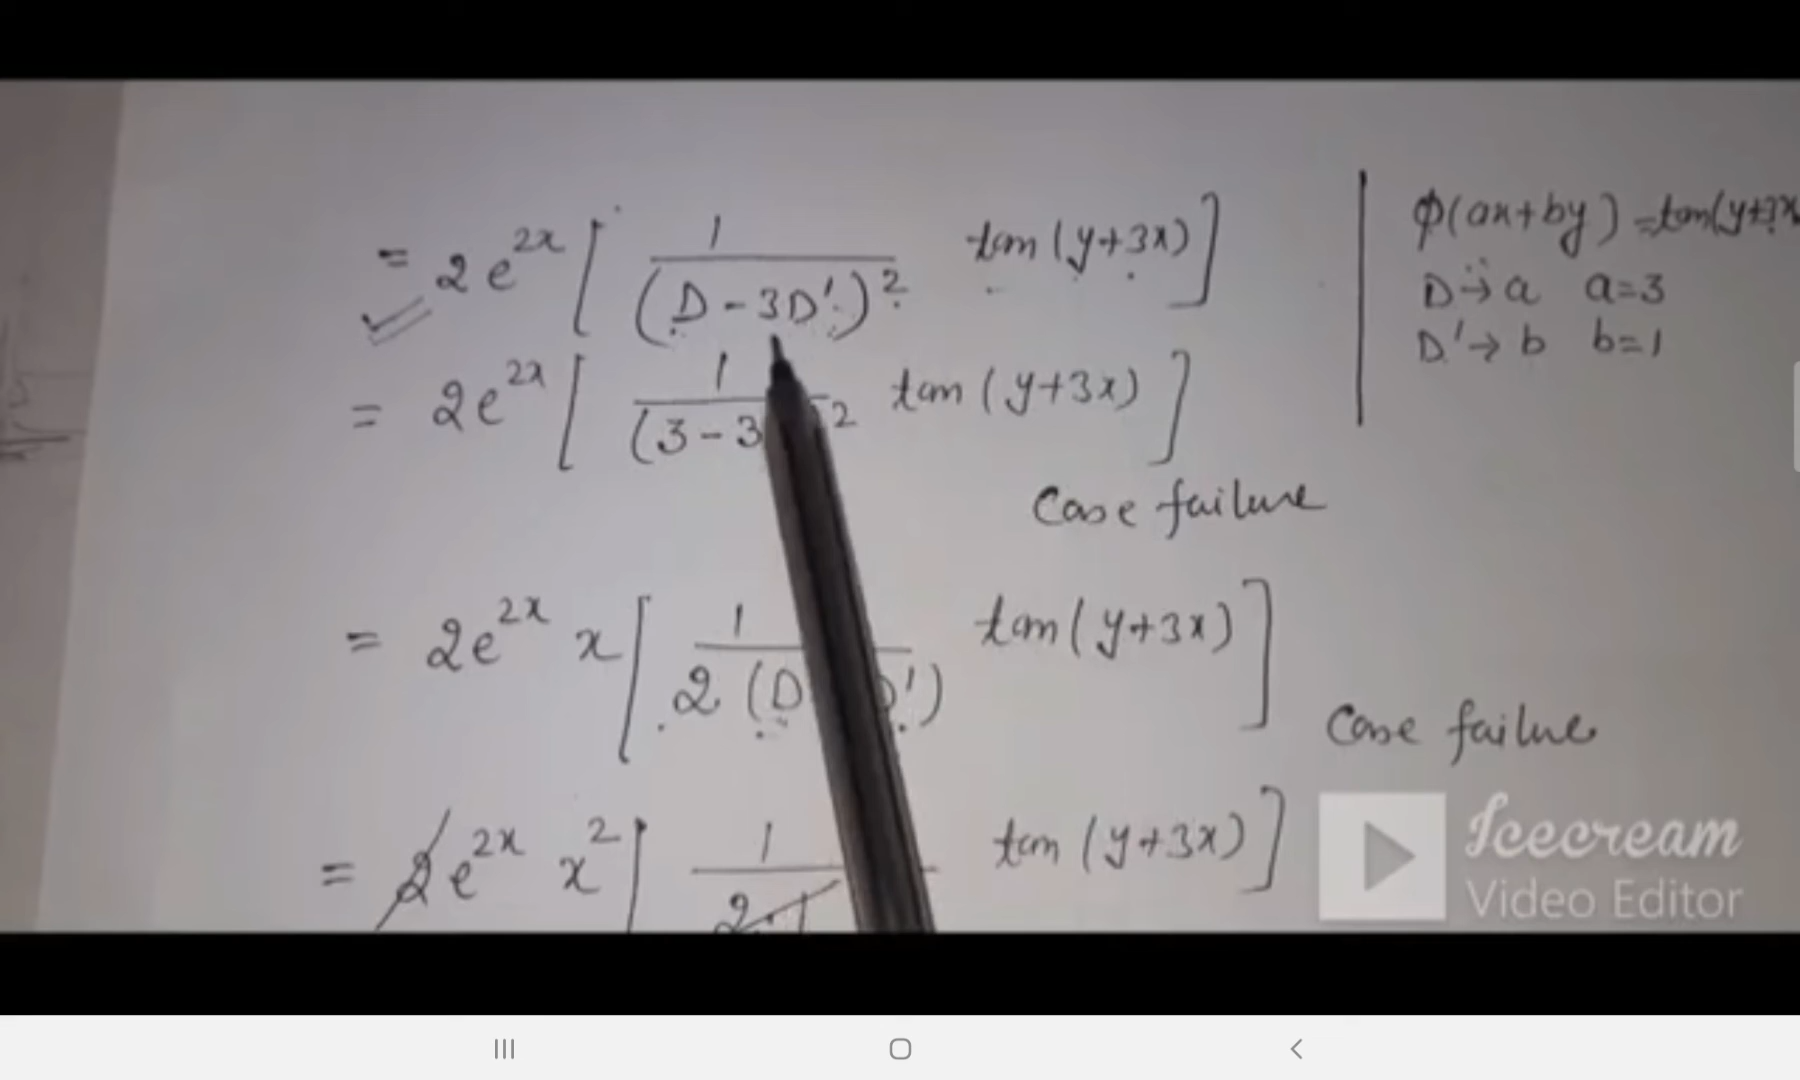 = 2e^{2x} [ 1/(D - 3D')^2 tan(y+3x) ]
= 2e^{2x} [ 1/(3 - 3 )^2 tan(y+3x) ]
Case failure
= 2e^{2x} x [ 1/2(D D') tan(y+3x) ]
Case failure
= 2e^{2x} x^2 [ 1/2.1 tan(y+3x) ]
φ(ax+by) = tan(y+3x
D → a a=3
D' → b b=1
Icecream
Video Editor